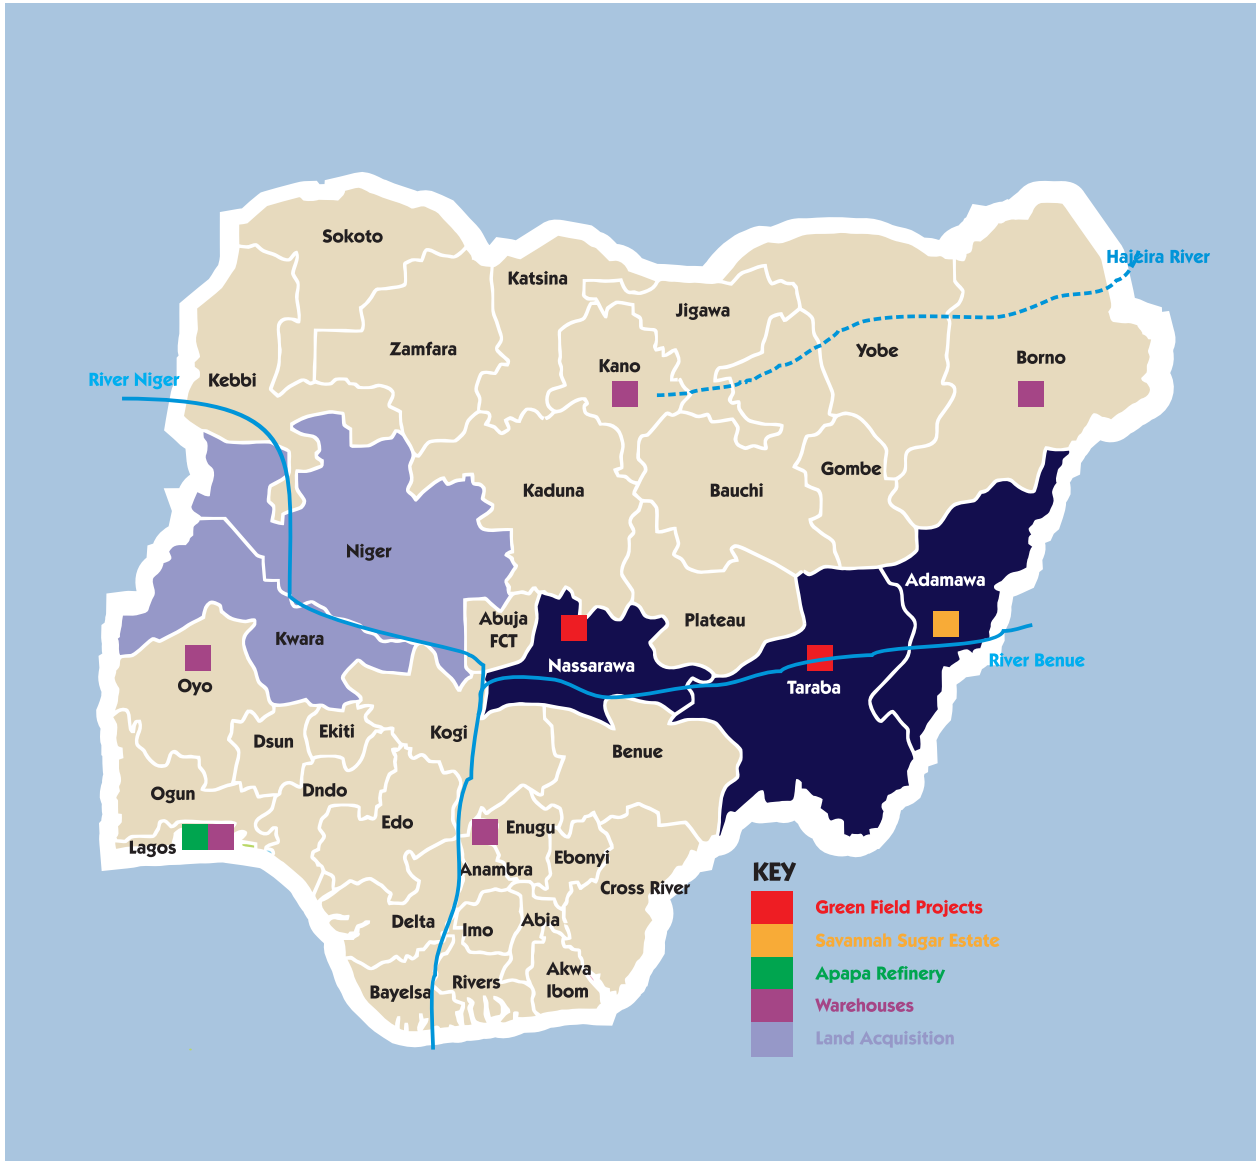 Sokoto
Katsina
Hajeira River
Jigawa
Zamfara
Yobe
Borno
Kano
River Niger
Kebbi
Gombe
Kaduna
Bauchi
Niger
Adamawa
Abuja
FCT
Plateau
Kwara
Nassarawa
River Benue
Oyo
Taraba
Kogi
Ekiti
Dsun
Benue
Dndo
Ogun
Edo
Enugu
Lagos
Ebonyi
Anambra
Cross River
Delta
Imo
Abia
Akwa
Ibom
Rivers
Bayelsa
KEY
Green Field Projects
Savannah Sugar Estate
Apapa Refinery
Warehouses
Land Acquisition